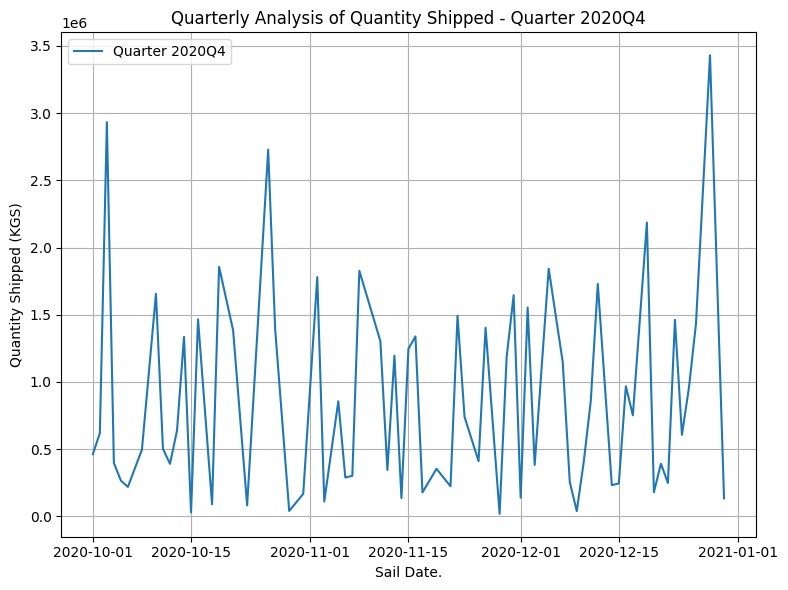 Quarterly Analysis of Quantity Shipped - Quarter 2020Q4
1e6
Quarter 2020Q4
3.5
3.0
2.5
2.0
1.5
1.0
0.5
0.0
Quantity Shipped (KGS)
2020-10-01 2020-10-15 2020-11-01 2020-11-15 2020-12-01 2020-12-15 2021-01-01
Sail Date.